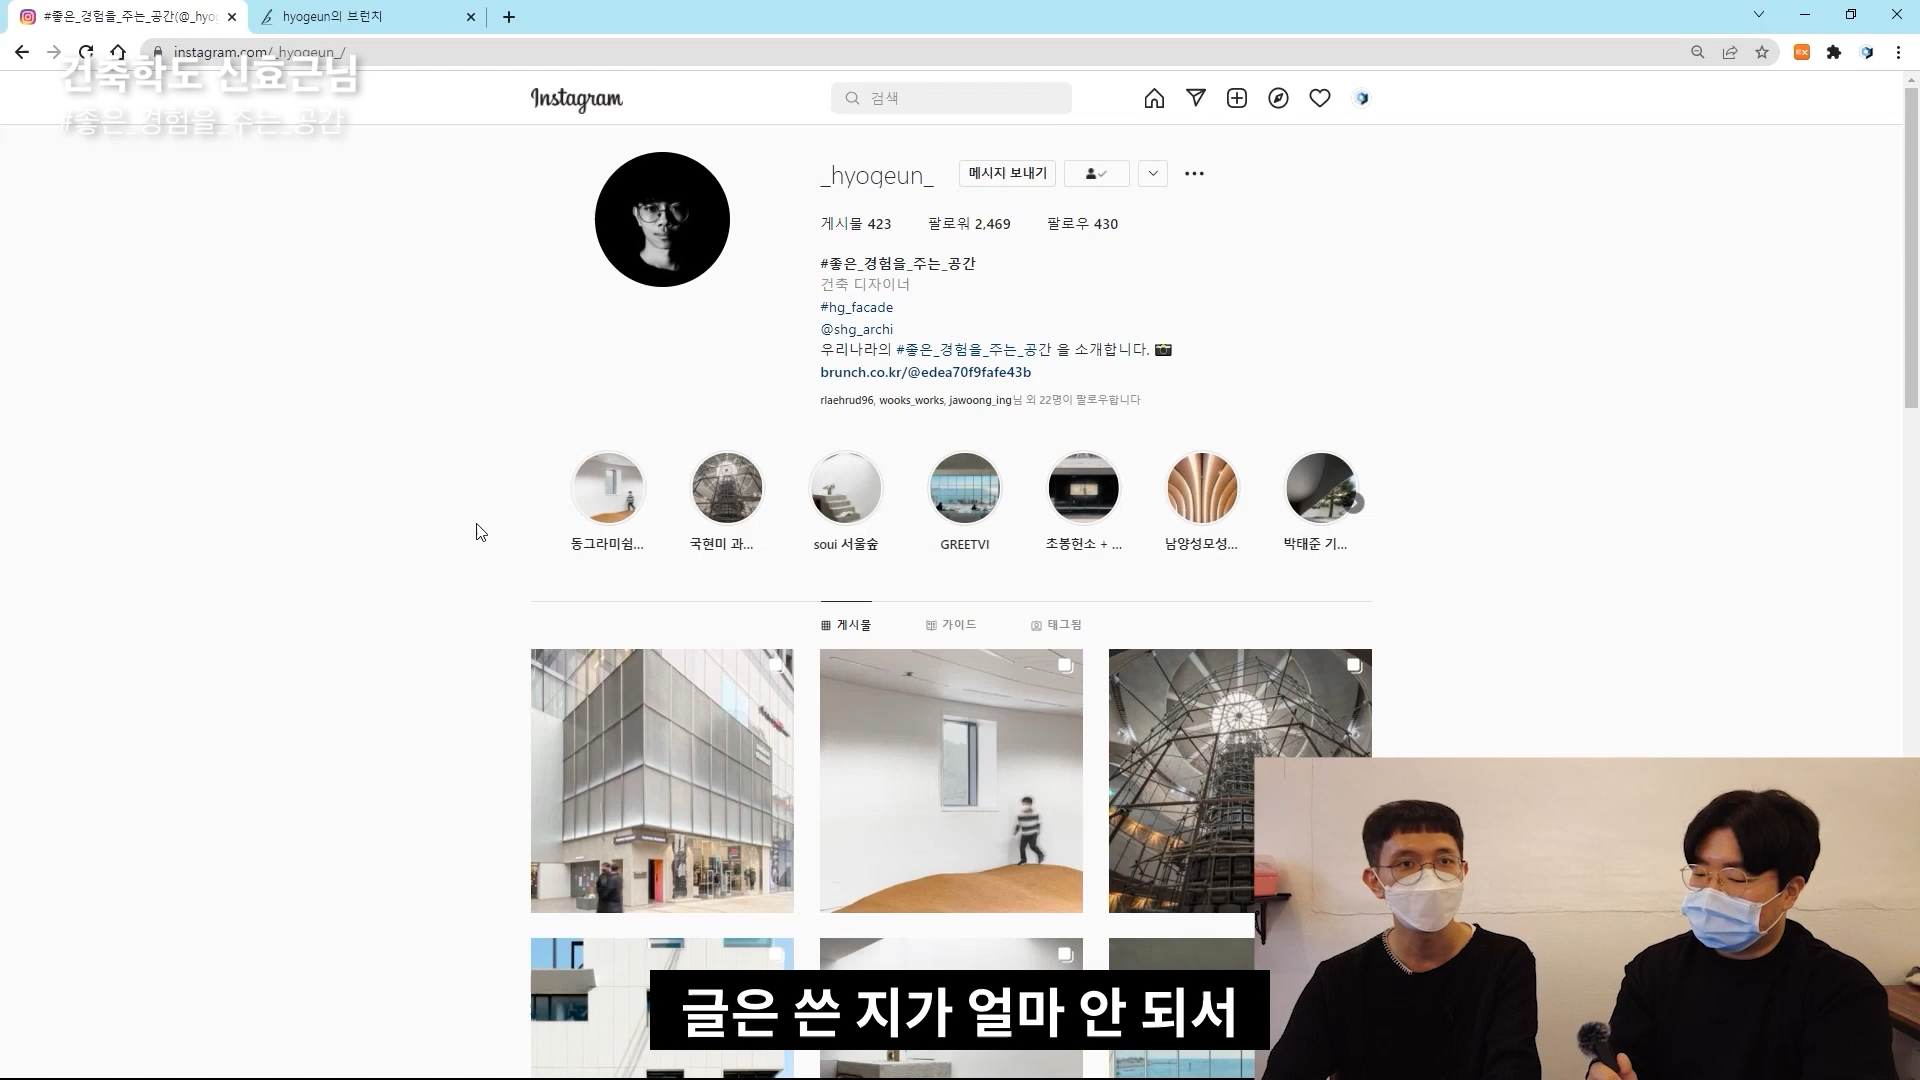 #좋은_경험을_주는_공간(@_hyog
hyogeun의 브런치
instagram.com/_hyogeun_/
건축학도 신효근님
#좋은_경험을_주는_공간
Instagram
검색
_hyogeun_
메시지 보내기
게시물 423
팔로워 2,469
팔로우 430
#좋은_경험을_주는_공간
건축 디자이너
#hg_facade
@shg_archi
우리나라의 #좋은_경험을_주는_공간 을 소개합니다.
brunch.co.kr/@edea70f9fafe43b
rlaehrud96, wooks_works, jawoong_ing님 외 22명이 팔로우합니다
동그라미쉼...
국현미 과...
soui 서울숲
GREETVI
초봉헌소 + ...
남양성모성...
박태준 기...
게시물
가이드
태그됨
글은 쓴 지가 얼마 안 되서